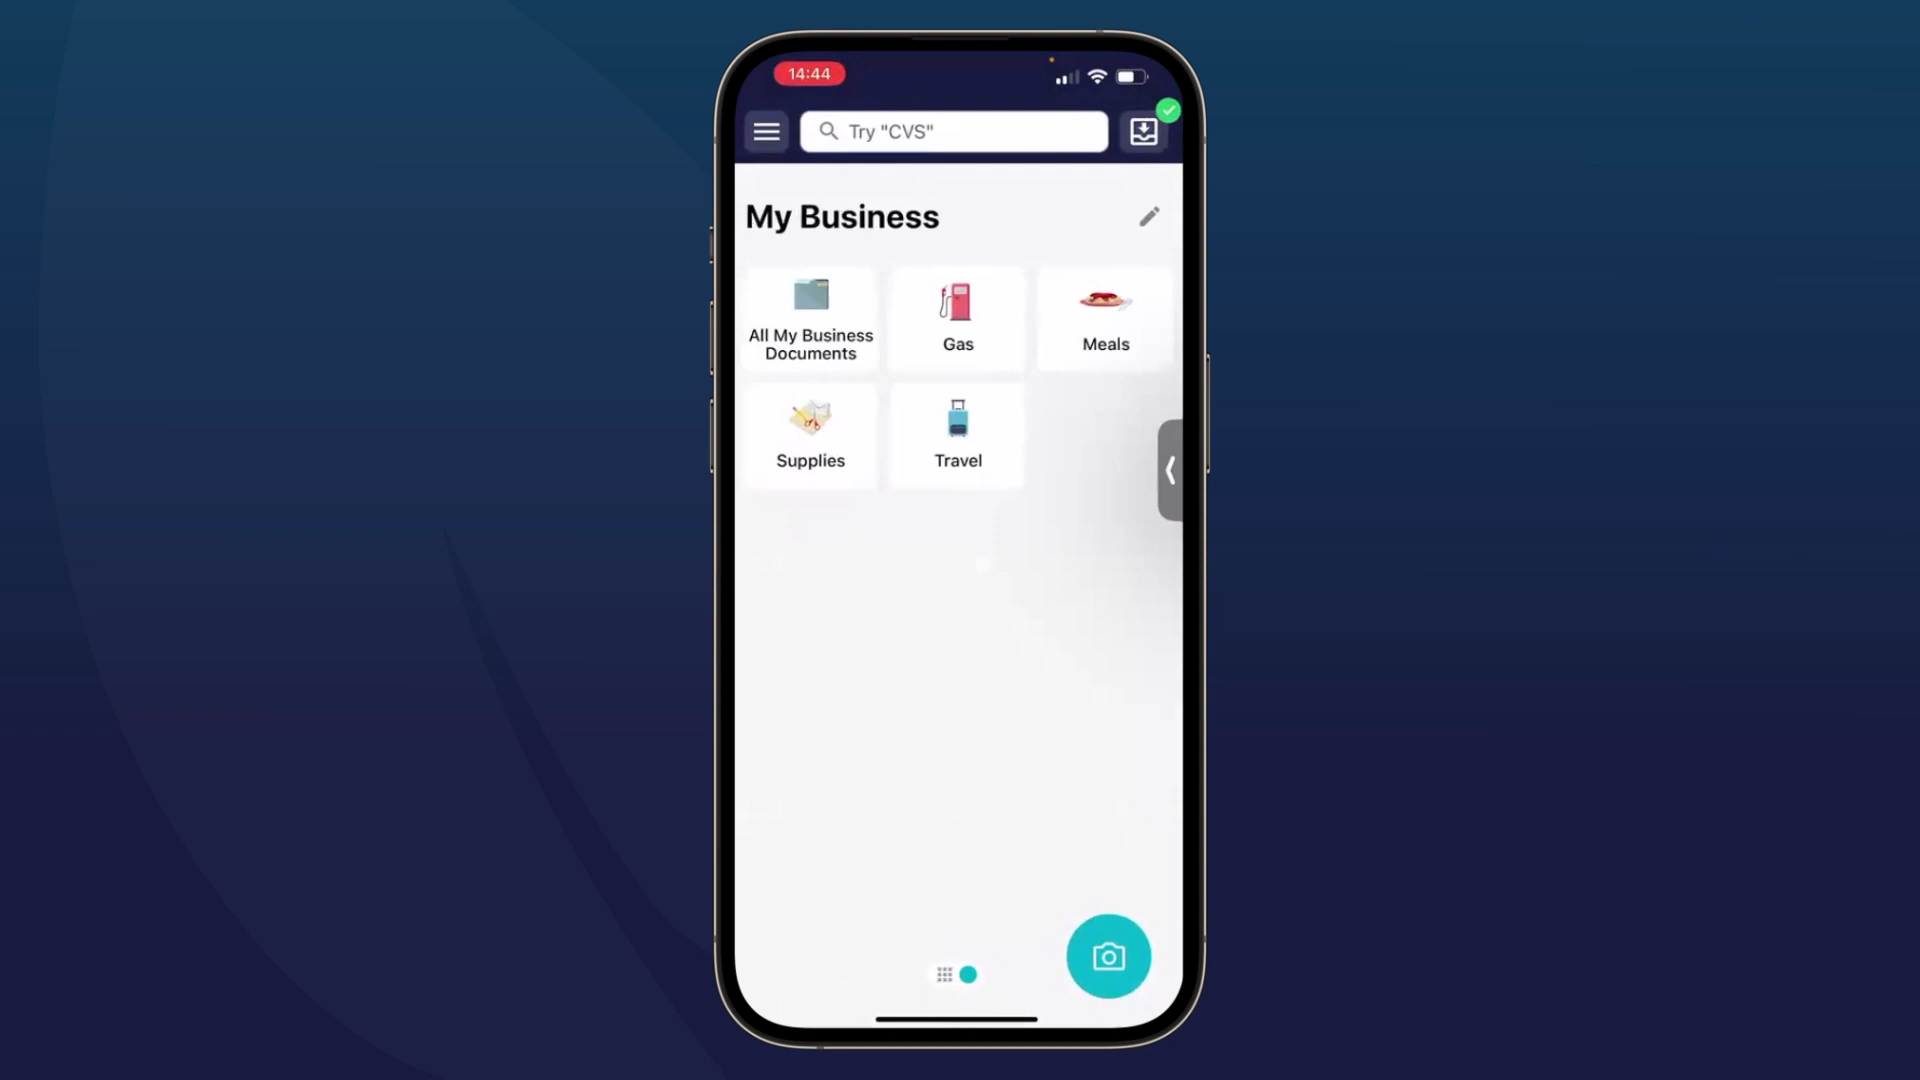 14:44
Try "CVS"
My Business
All My Business
Documents
Gas
Meals
Supplies
Travel